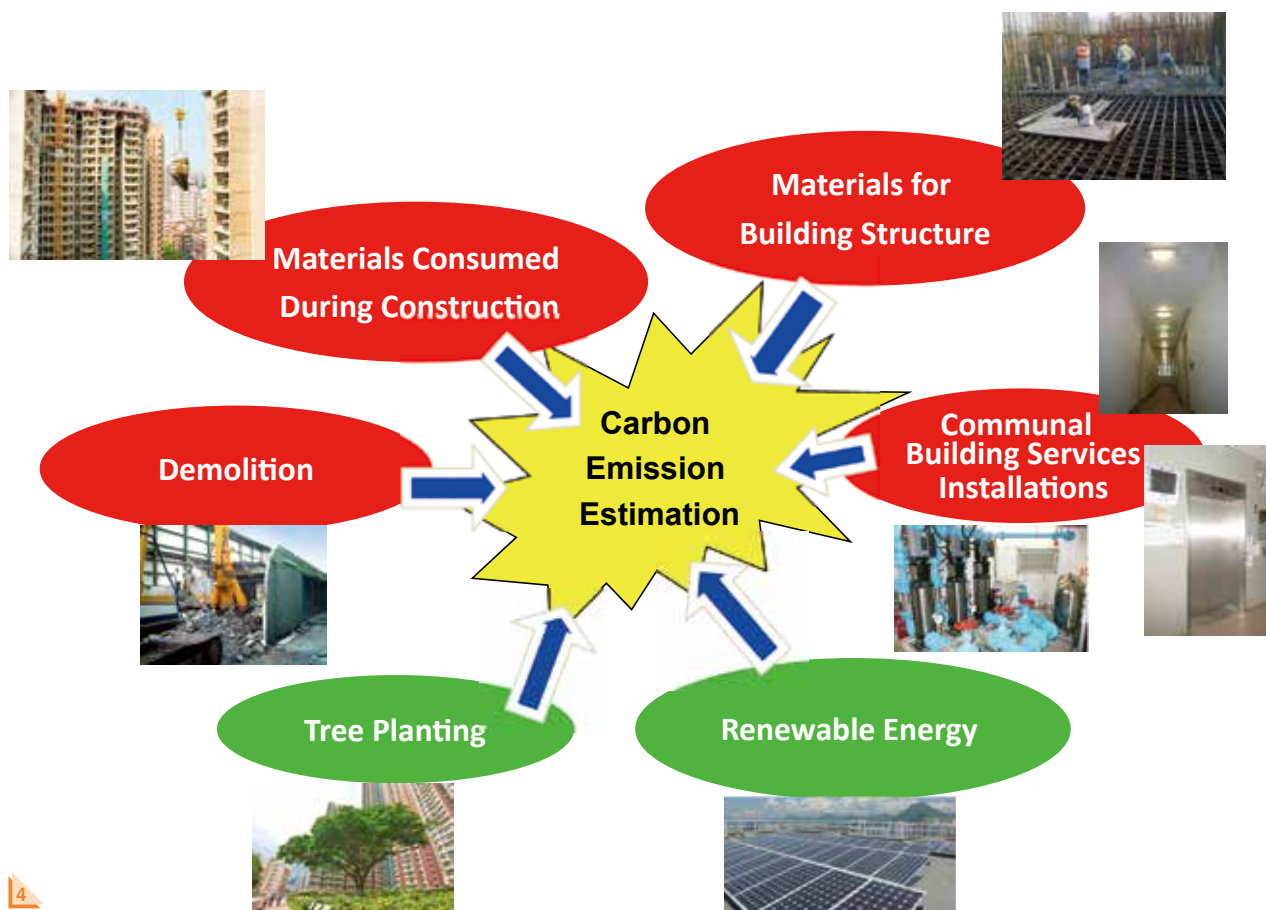 Materials for
Building Structure
Materials Consumed
During Construction
Carbon
Emission
Estimation
Communal
Building Services
Installations
Demolition
Tree Planting
Renewable Energy
4